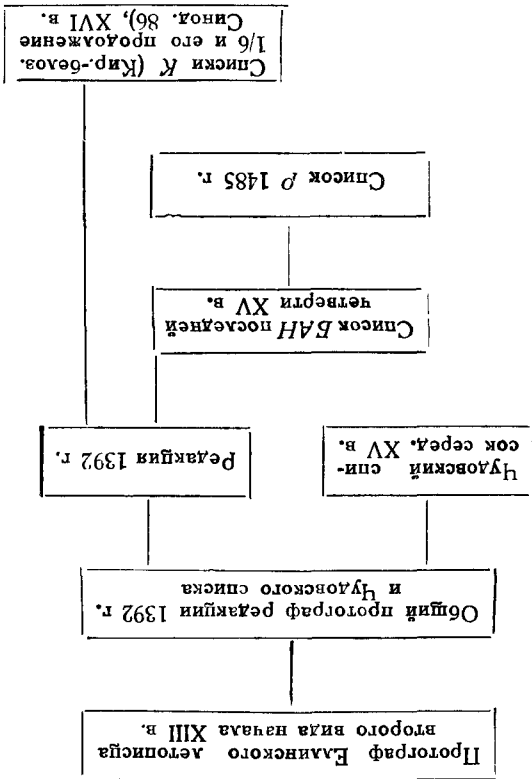 Протограф Еллинского летописца
второго вида начала XIII в.
Общий протограф редакции 1392 г.
и Чудовского списка
Чудовский спи-
сок серед. XV в.
Редакция 1392 г.
Список БАН последней
четверти XV в.
Список Р 1485 г.
Списки К (Кир.-белоз.
1/6 и его продолжение
Синод. 86), XVI в.